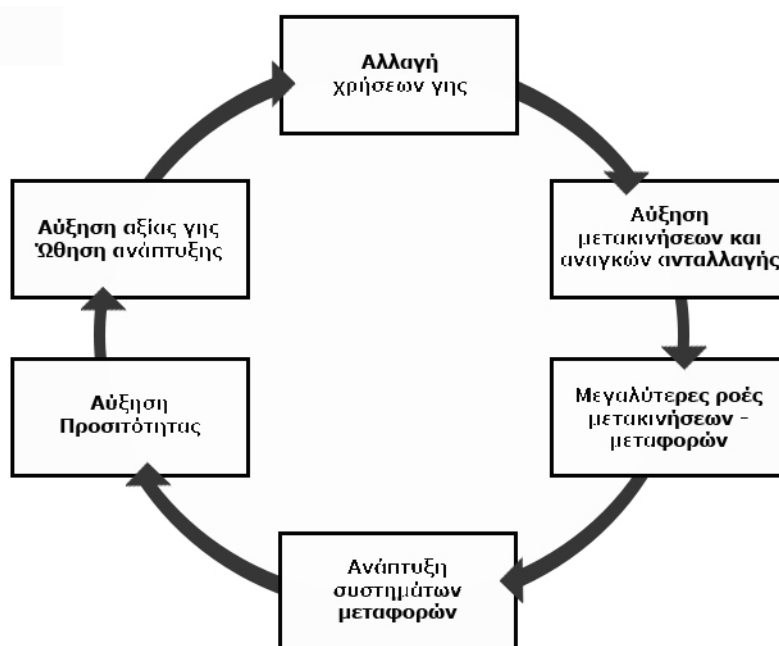 Αλλαγή
χρήσεων γης
Αύξηση
μετακινήσεων και
αναγκών ανταλλαγής
Μεγαλύτερες ροές
μετακινήσεων -
μεταφορών
Ανάπτυξη
συστημάτων
μεταφορών
Αύξηση
Προσιτότητας
Αύξηση αξίας γης
Ώθηση ανάπτυξης